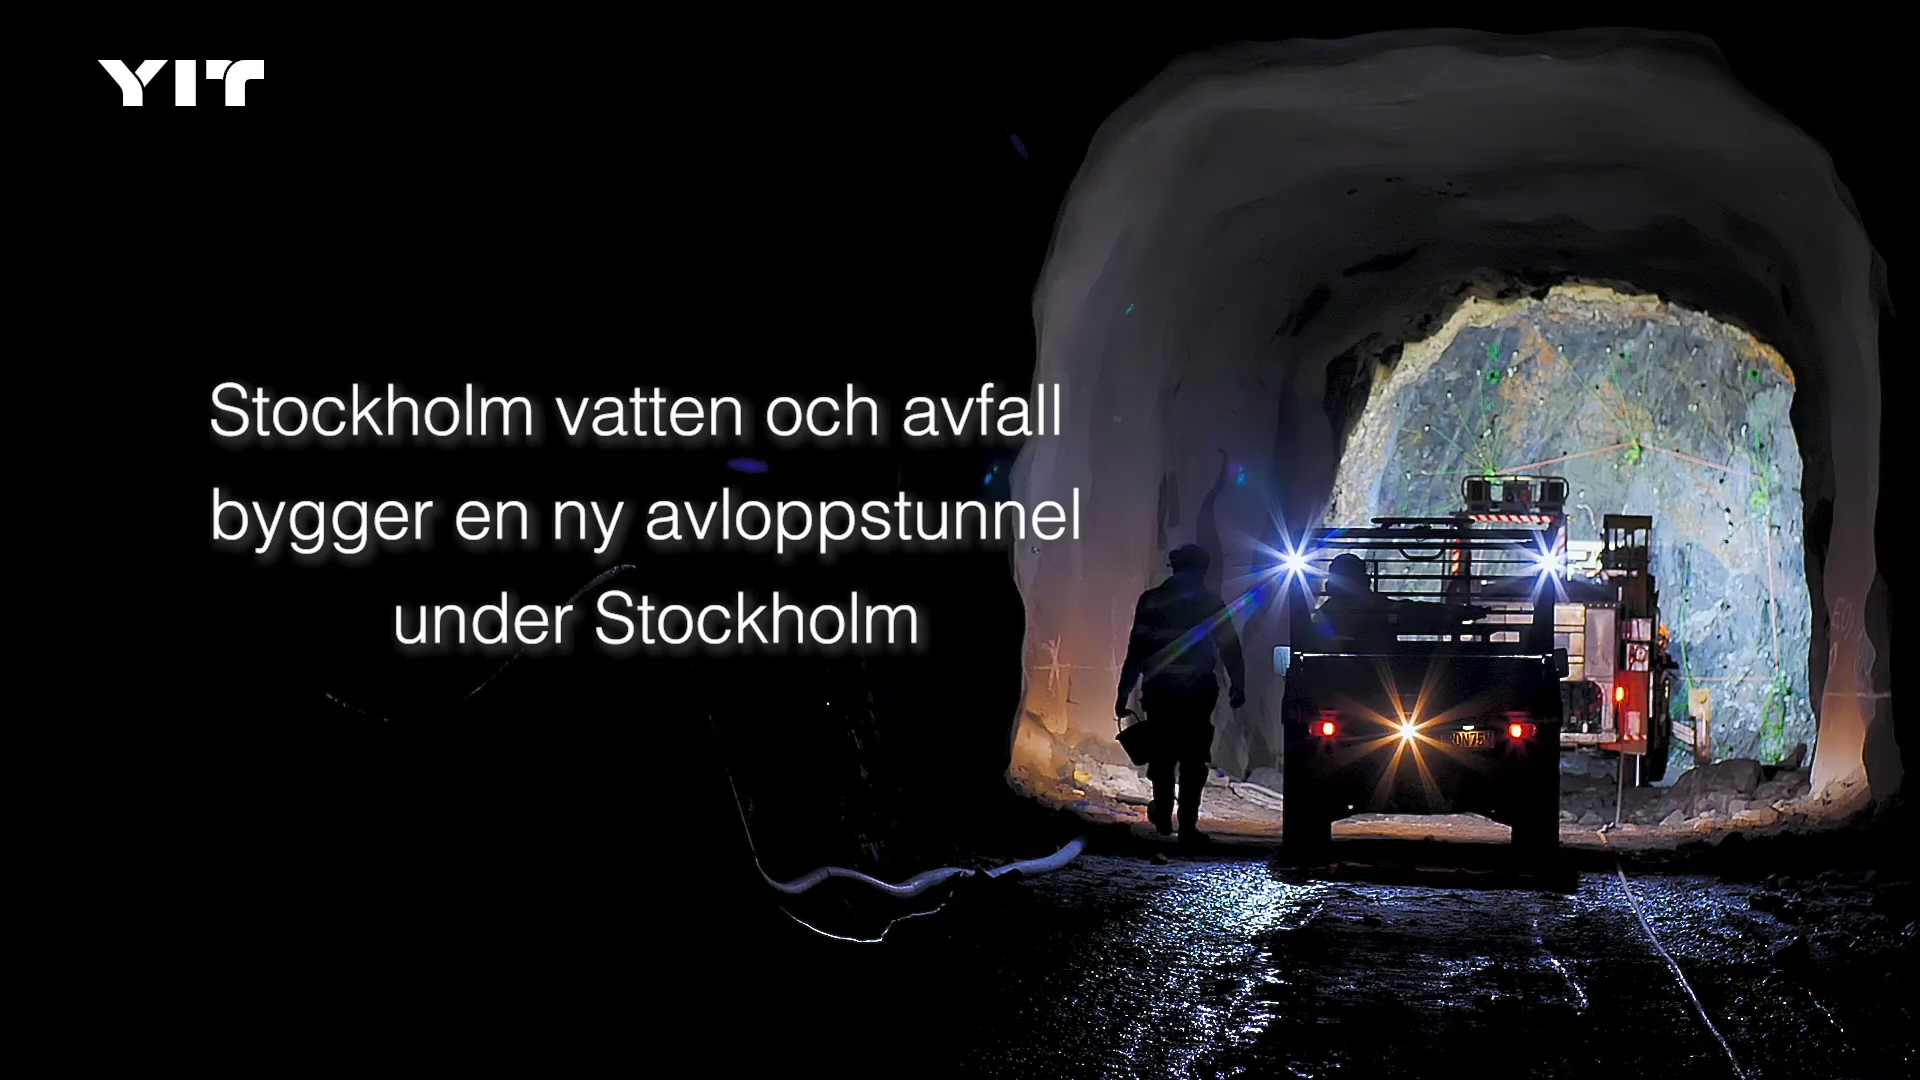 YIT
Stockholm vatten och avfall
bygger en ny avloppstunnel
under Stockholm